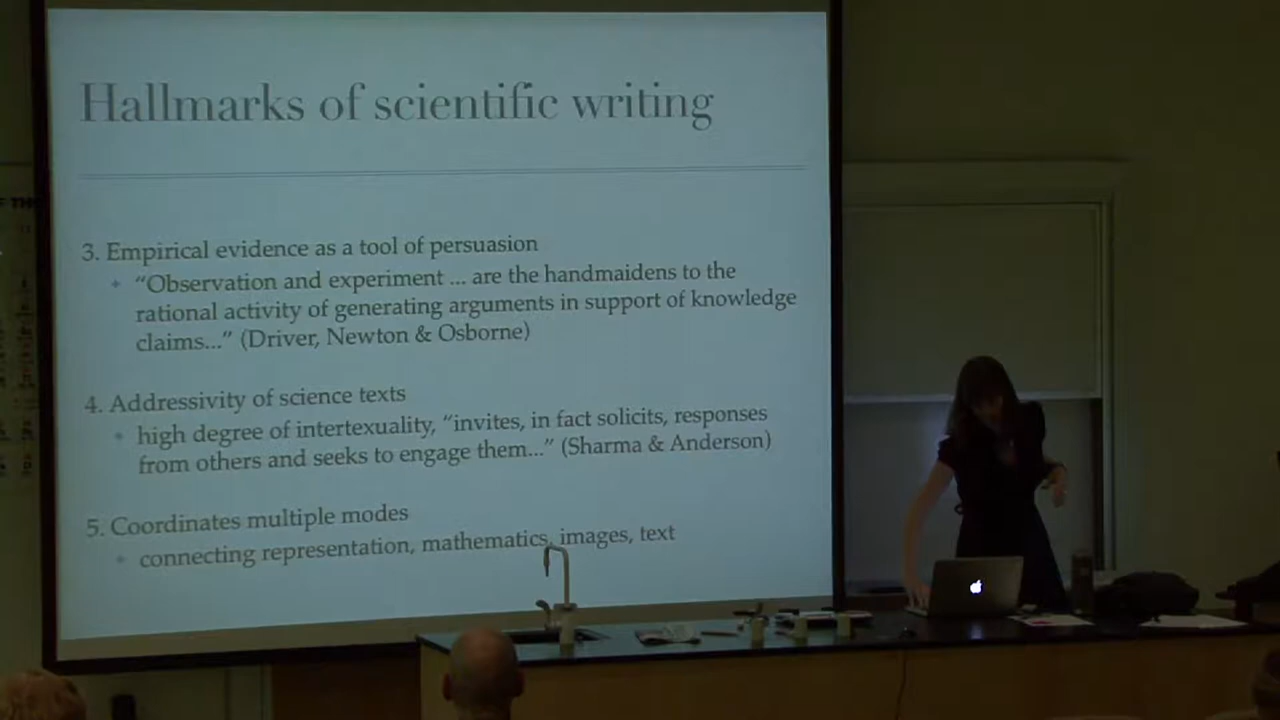 Hallmarks of scientific writing
3. Empirical evidence as a tool of persuasion
“Observation and experiment ... are the handmaidens to the
rational activity of generating arguments in support of knowledge
claims...” (Driver, Newton & Osborne)
4. Addressivity of science texts
high degree of intertexuality, “invites, in fact solicits, responses
from others and seeks to engage them...” (Sharma & Anderson)
5. Coordinates multiple modes
connecting representation, mathematics, images, text